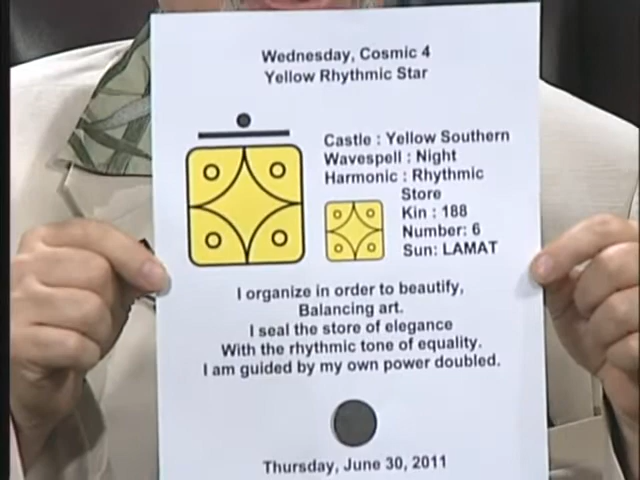 Wednesday, Cosmic 4
Yellow Rhythmic Star
Castle : Yellow Southern
Wavespell : Night
Harmonic : Rhythmic
Store
Kin : 188
Number: 6
Sun: LAMAT
I organize in order to beautify,
Balancing art.
I seal the store of elegance
With the rhythmic tone of equality.
I am guided by my own power doubled.
Thursday, June 30, 2011